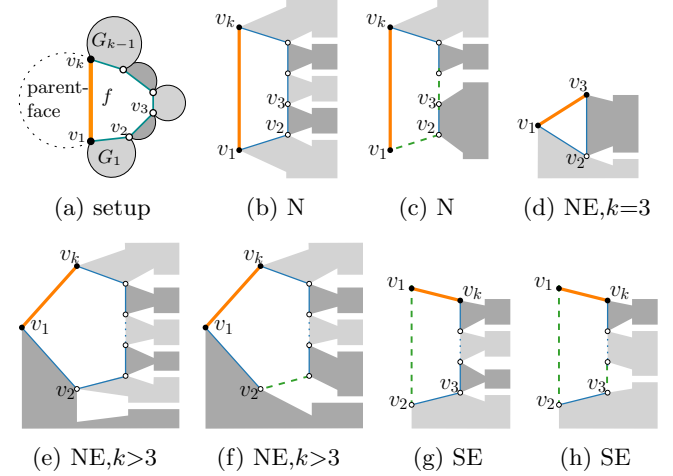 G_{k−1}
v_k
parent-
face
f
v_3
v_1
v_2
G_1
(a) setup
v_k
v_3
v_2
v_1
(b) N
v_k
v_3
v_2
v_1
(c) N
v_3
v_1
v_2
(d) NE,k=3
v_k
v_1
v_2
(e) NE,k>3
v_k
v_1
v_2
(f) NE,k>3
v_1
v_k
v_3
v_2
(g) SE
v_1
v_k
v_3
v_2
(h) SE